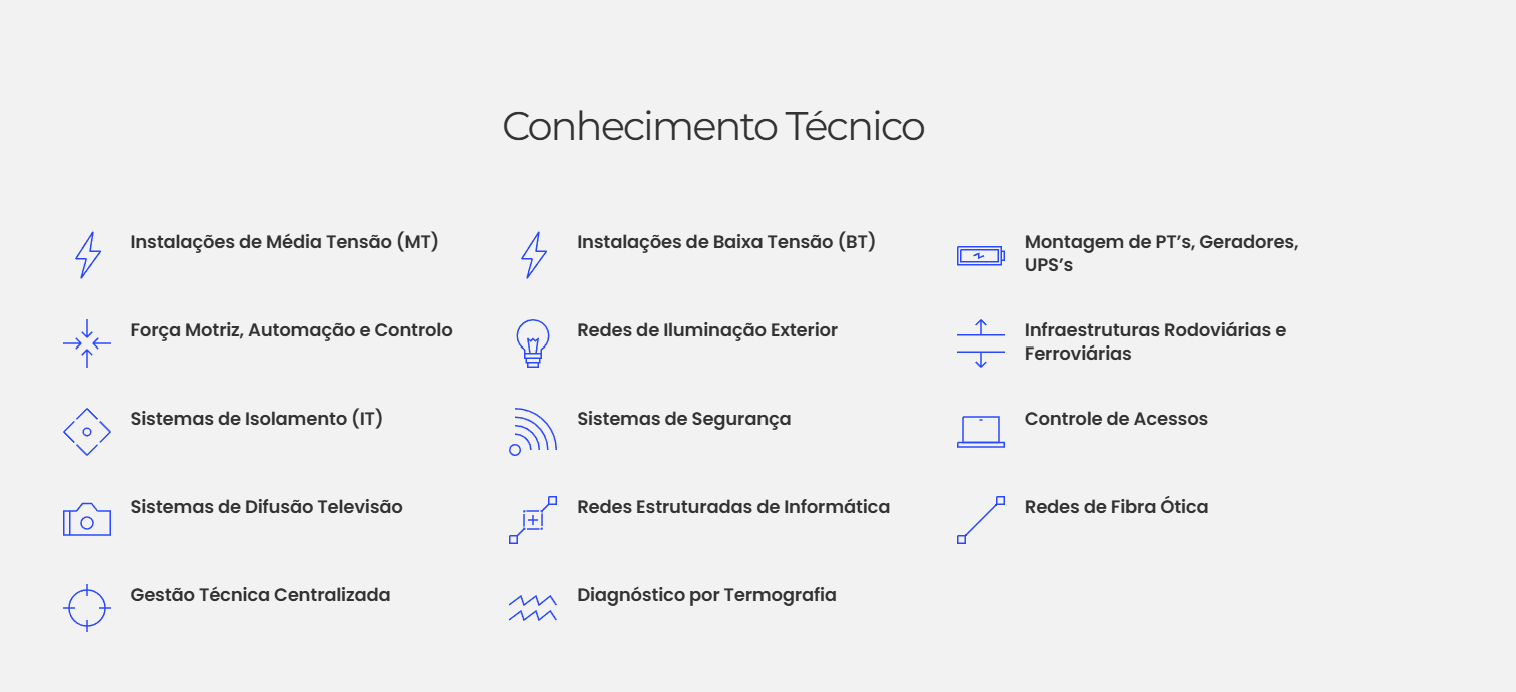 Conhecimento Técnico
Instalações de Média Tensão (MT)
Instalações de Baixa Tensão (BT)
Montagem de PT’s, Geradores,
UPS’s
Força Motriz, Automação e Controlo
Redes de Iluminação Exterior
Infraestruturas Rodoviárias e
Ferroviárias
Sistemas de Isolamento (IT)
Sistemas de Segurança
Controle de Acessos
Sistemas de Difusão Televisão
Redes Estruturadas de Informática
Redes de Fibra Ótica
Gestão Técnica Centralizada
Diagnóstico por Termografia